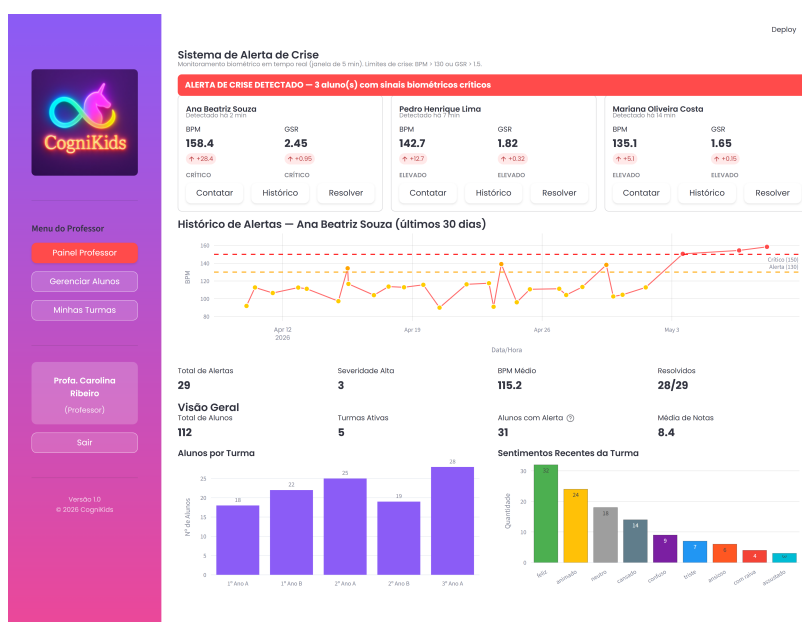 Deploy
CogniKids
Menu do Professor
Painel Professor
Gerenciar Alunos
Minhas Turmas
Profa. Carolina
Ribeiro
(Professor)
Sair
Versão 1.0
© 2026 CogniKids
Sistema de Alerta de Crise
Monitoramento biométrico em tempo real (janela de 5 min). Limites de crise: BPM > 130 ou GSR > 1.5.
ALERTA DE CRISE DETECTADO — 3 aluno(s) com sinais biométricos críticos
Ana Beatriz Souza
Detectado há 2 min
BPM GSR
158.4 2.45
↑ +28.4 ↑ +0.95
CRÍTICO CRÍTICO
Contatar Histórico Resolver
Pedro Henrique Lima
Detectado há 7 min
BPM GSR
142.7 1.82
↑ +12.7 ↑ +0.32
ELEVADO ELEVADO
Contatar Histórico Resolver
Mariana Oliveira Costa
Detectado há 14 min
BPM GSR
135.1 1.65
↑ +5.1 ↑ +0.15
ELEVADO ELEVADO
Contatar Histórico Resolver
Histórico de Alertas — Ana Beatriz Souza (últimos 30 dias)
BPM
160
140
120
100
80
Crítico (150)
Alerta (130)
Apr 12 Apr 19 Apr 26 May 3
2026
Data/Hora
Total de Alertas Severidade Alta BPM Médio Resolvidos
29 3 115.2 28/29
Visão Geral
Total de Alunos Turmas Ativas Alunos com Alerta Média de Notas
112 5 31 8.4
Alunos por Turma
Nº de Alunos
25
20
15
10
5
0
18 22 25 19 28
1º Ano A 1º Ano B 2º Ano A 2º Ano B 3º Ano A
Sentimentos Recentes da Turma
Quantidade
30
20
10
0
32 24 18 14 9 7 6 4 3
feliz animado neutro cansado confuso triste ansioso com raiva assustado